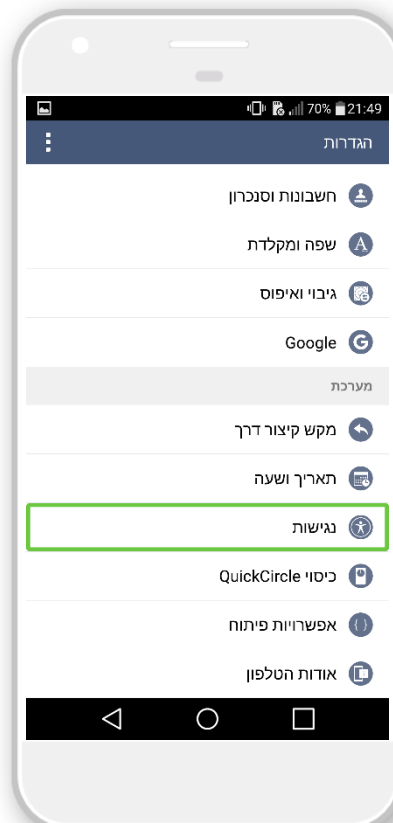 70% 21:49
הגדרות
חשבונות וסנכרון
שפה ומקלדת
גיבוי ואיפוס
Google
מערכת
מקש קיצור דרך
תאריך ושעה
נגישות
כיסוי QuickCircle
אפשרויות פיתוח
אודות הטלפון